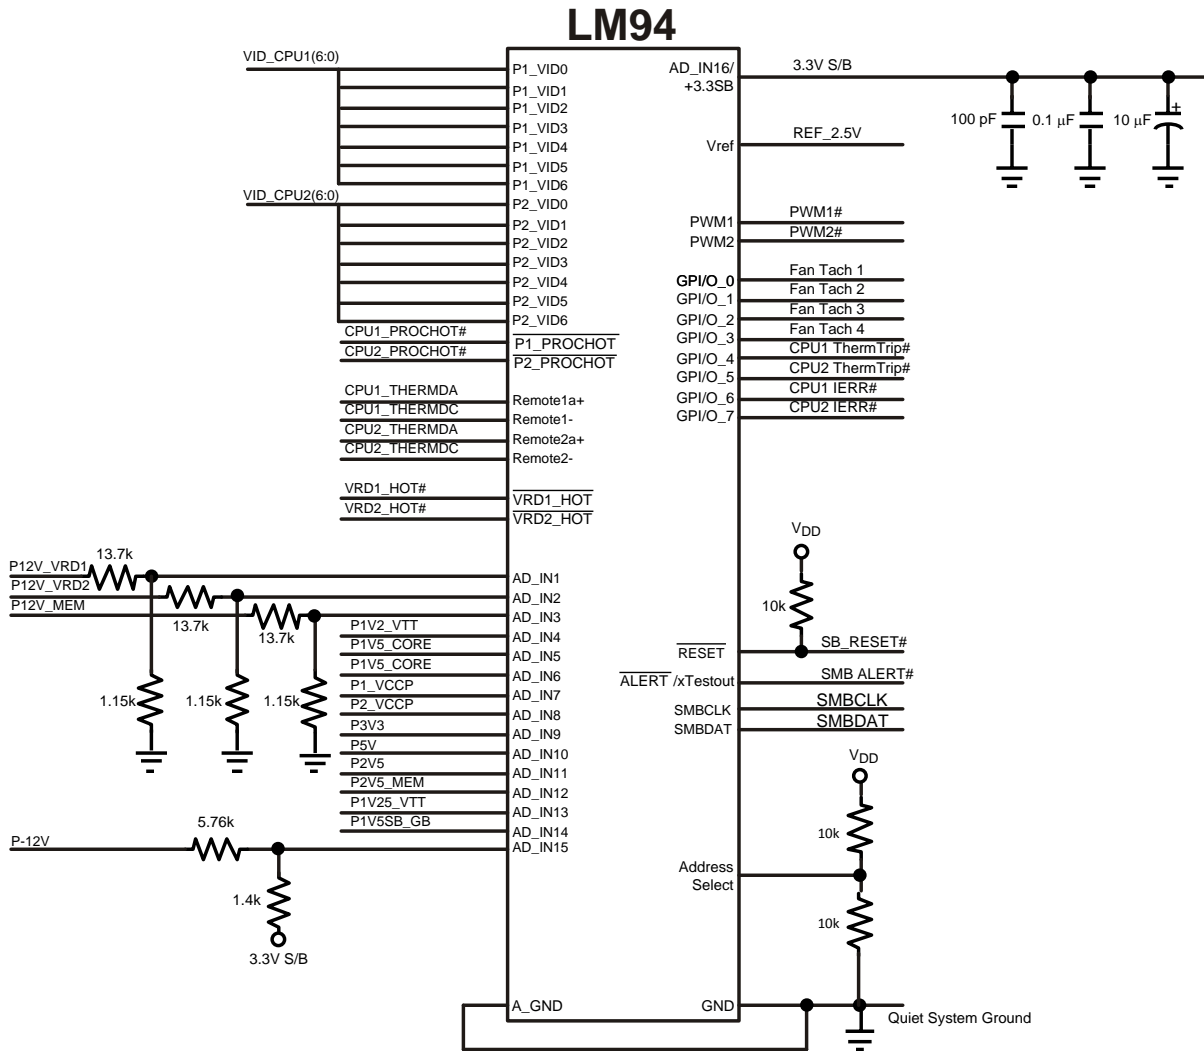 LM94
VID_CPU1(6:0)
P1_VID0
P1_VID1
P1_VID2
P1_VID3
P1_VID4
P1_VID5
P1_VID6
VID_CPU2(6:0)
P2_VID0
P2_VID1
P2_VID2
P2_VID3
P2_VID4
P2_VID5
P2_VID6
CPU1_PROCHOT#
P1_PROCHOT
CPU2_PROCHOT#
P2_PROCHOT
CPU1_THERMDA
Remote1a+
CPU1_THERMDC
Remote1-
CPU2_THERMDA
Remote2a+
CPU2_THERMDC
Remote2-
VRD1_HOT#
VRD1_HOT
VRD2_HOT#
VRD2_HOT
P12V_VRD1
13.7k
AD_IN1
P12V_VRD2
13.7k
AD_IN2
P12V_MEM
13.7k
AD_IN3
1.15k
1.15k
1.15k
P1V2_VTT
AD_IN4
P1V5_CORE
AD_IN5
P1V5_CORE
AD_IN6
P1_VCCP
AD_IN7
P2_VCCP
AD_IN8
P3V3
AD_IN9
P5V
AD_IN10
P2V5
AD_IN11
P2V5_MEM
AD_IN12
P1V25_VTT
AD_IN13
P1V5SB_GB
AD_IN14
P-12V
5.76k
AD_IN15
1.4k
3.3V S/B
A_GND
AD_IN16/
+3.3SB
3.3V S/B
100 pF
0.1 µF
10 µF
+
Vref
REF_2.5V
PWM1
PWM1#
PWM2
PWM2#
GPI/O_0
Fan Tach 1
GPI/O_1
Fan Tach 2
GPI/O_2
Fan Tach 3
GPI/O_3
Fan Tach 4
GPI/O_4
CPU1 ThermTrip#
GPI/O_5
CPU2 ThermTrip#
GPI/O_6
CPU1 IERR#
GPI/O_7
CPU2 IERR#
VDD
10k
RESET
SB_RESET#
ALERT /xTestout
SMB ALERT#
SMBCLK
SMBCLK
SMBDAT
SMBDAT
VDD
10k
Address
Select
10k
GND
Quiet System Ground